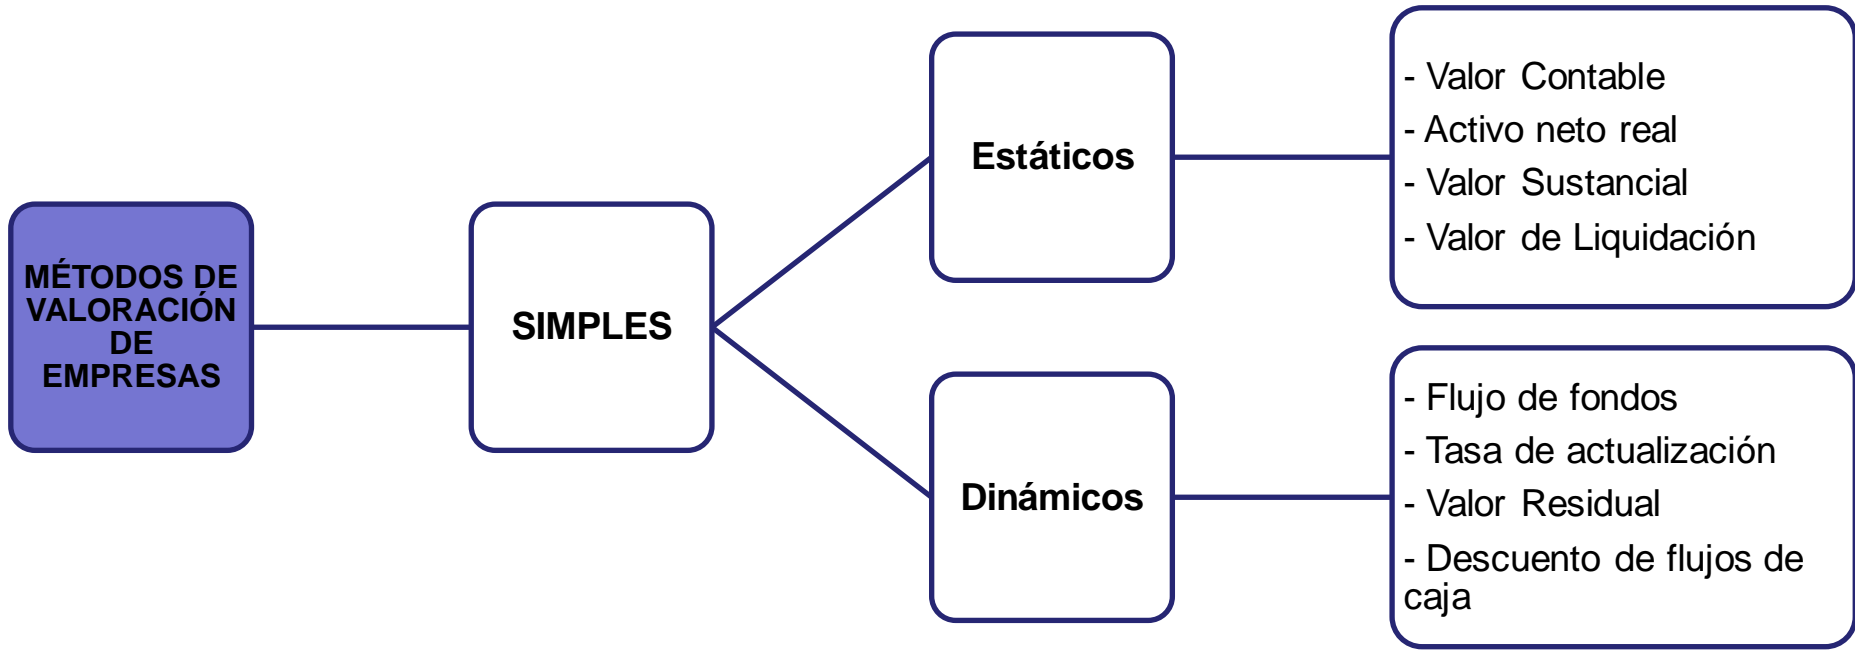 MÉTODOS DE
VALORACIÓN
DE
EMPRESAS
SIMPLES
Estáticos
- Valor Contable
- Activo neto real
- Valor Sustancial
- Valor de Liquidación
Dinámicos
- Flujo de fondos
- Tasa de actualización
- Valor Residual
- Descuento de flujos de
caja